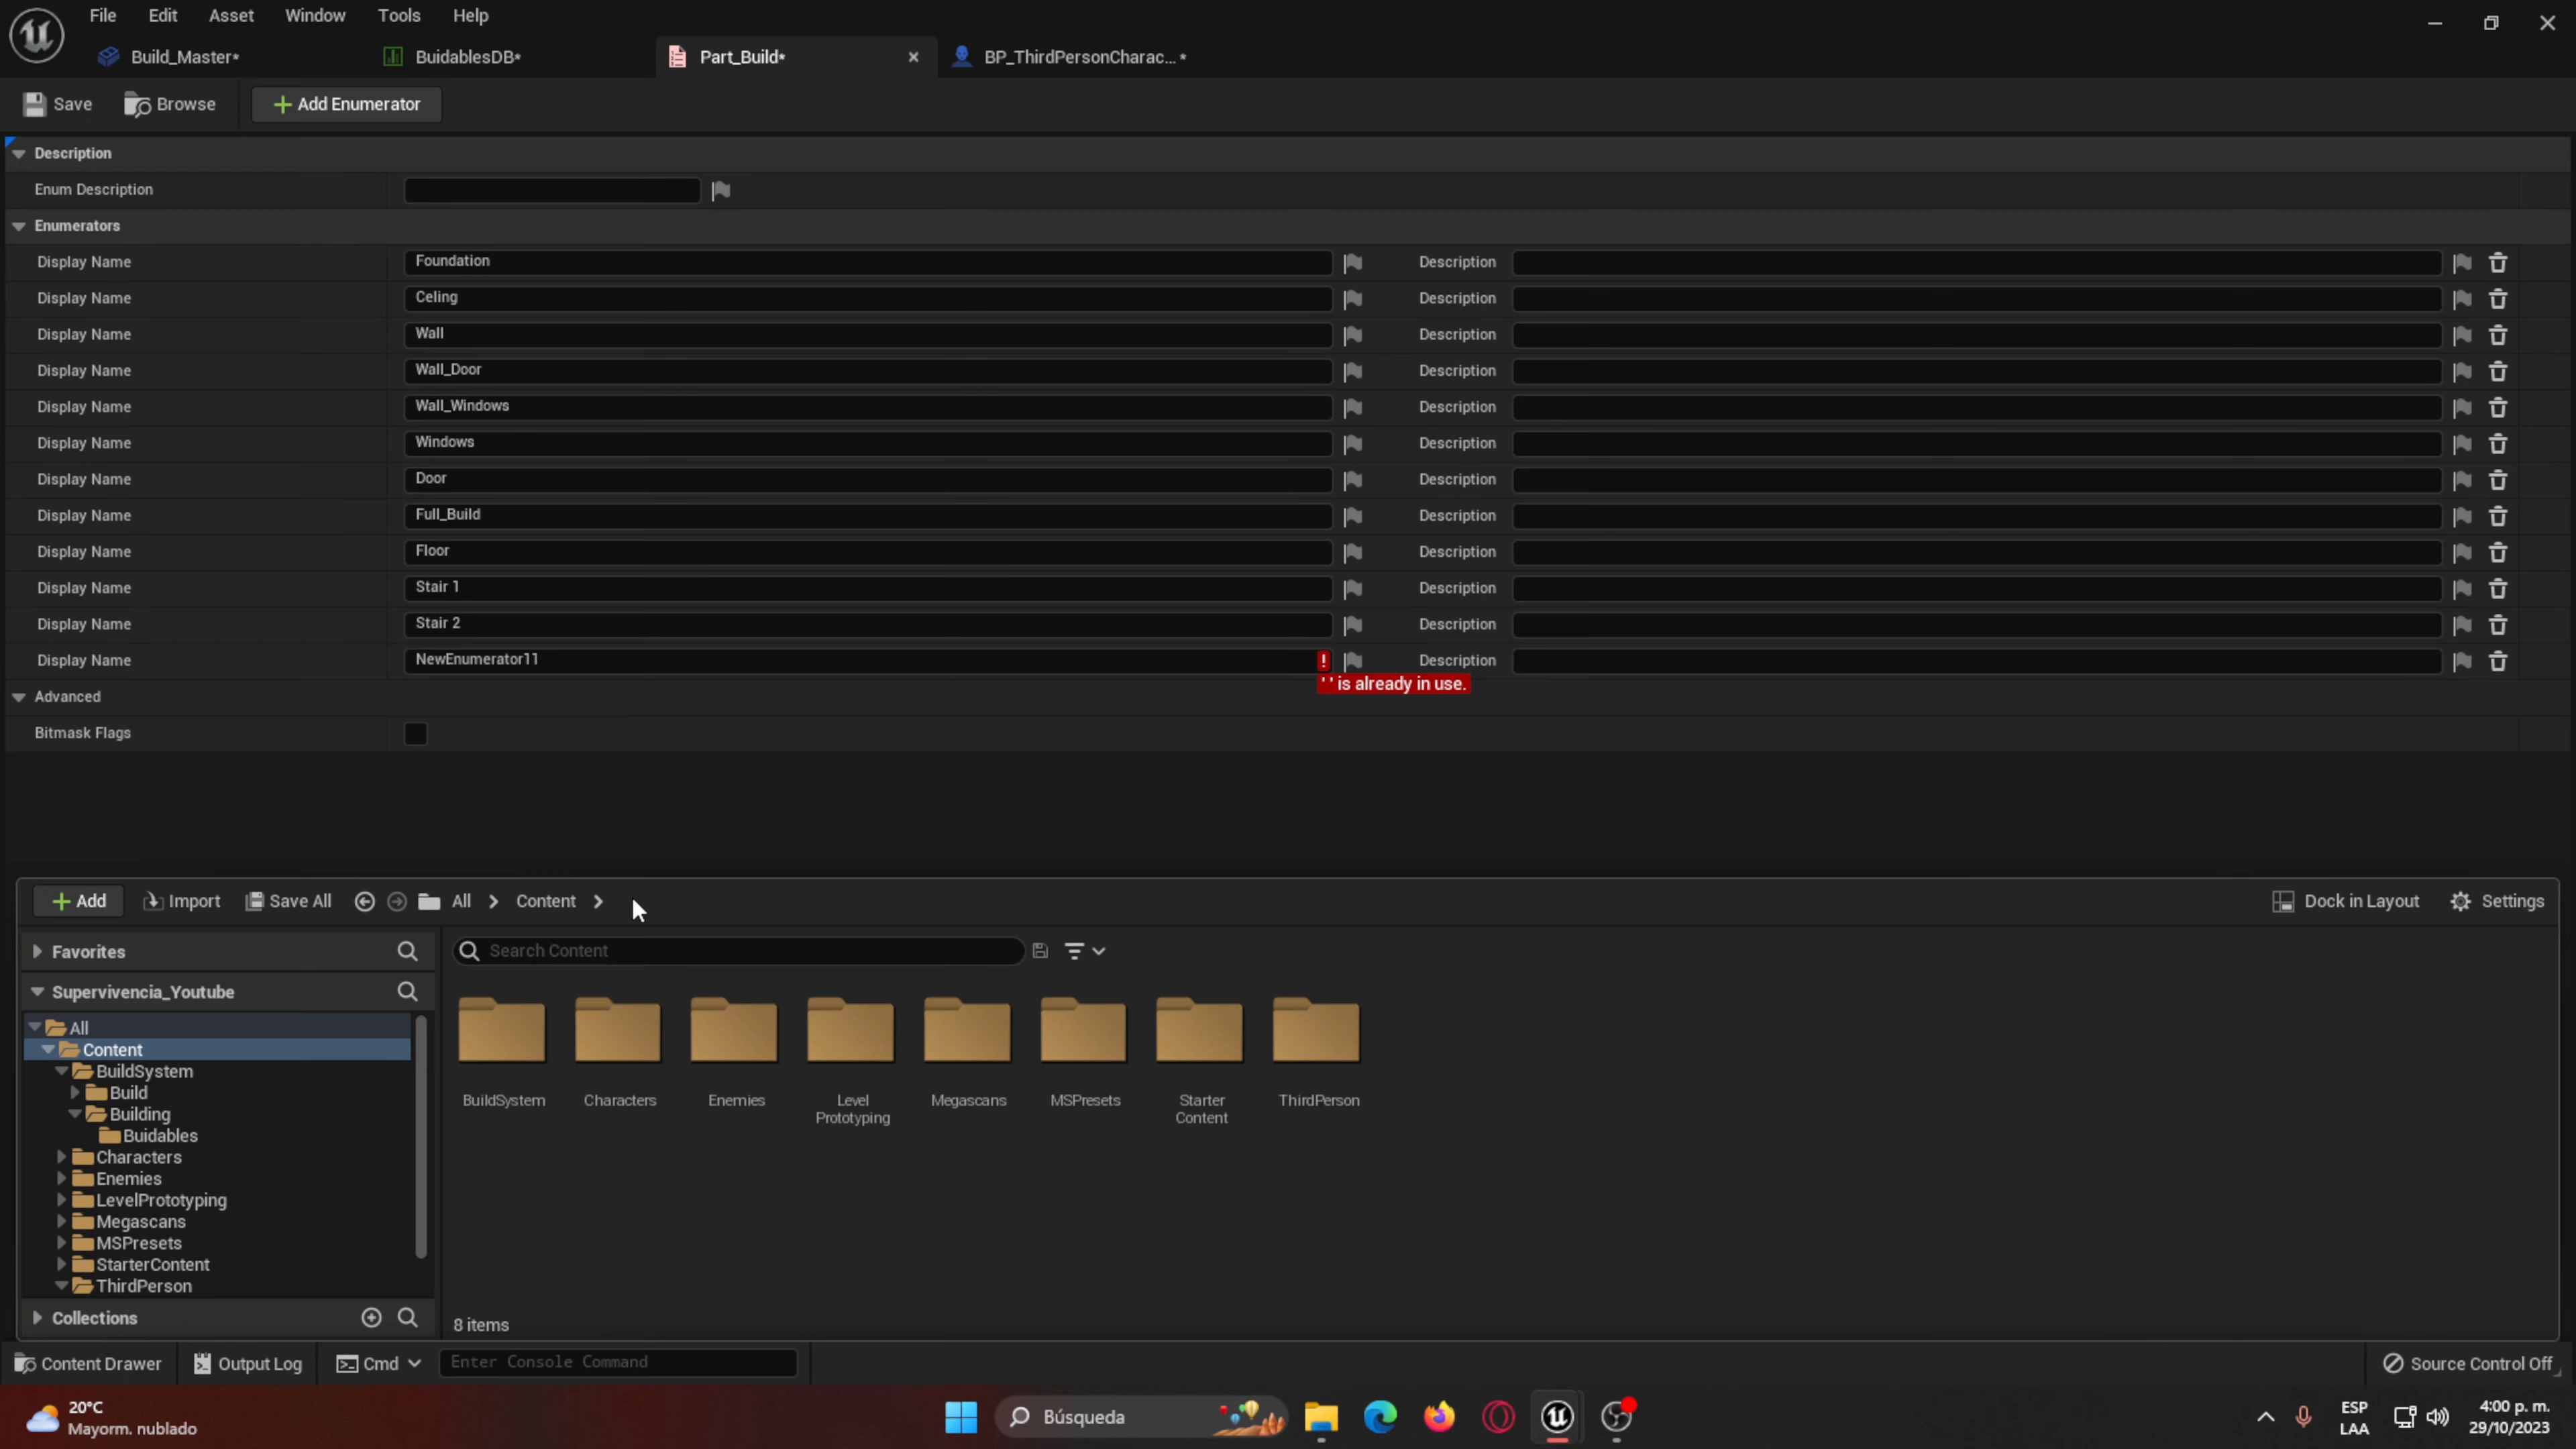 File Edit Asset Window Tools Help
Build_Master* BuidablesDB* Part_Build* BP_ThirdPersonCharac... *
Save Browse Add Enumerator
Description
Enum Description
Enumerators
Display Name Foundation Description
Display Name Celing Description
Display Name Wall Description
Display Name Wall_Door Description
Display Name Wall_Windows Description
Display Name Windows Description
Display Name Door Description
Display Name Full_Build Description
Display Name Floor Description
Display Name Stair 1 Description
Display Name Stair 2 Description
Display Name NewEnumerator11 ! Description
' ' is already in use.
Advanced
Bitmask Flags
Add Import Save All All Content Dock in Layout Settings
Favorites
Search Content
Supervivencia_Youtube
All
Content
BuildSystem
Build
Building
Buidables
Characters
Enemies
LevelPrototyping
Megascans
MSPresets
StarterContent
ThirdPerson
Collections
BuildSystem Characters Enemies Level Prototyping Megascans MSPresets Starter Content ThirdPerson
8 items
Content Drawer Output Log Cmd Enter Console Command Source Control Off
20°C
Mayorm. nublado
Búsqueda
ESP
LAA
4:00 p. m.
29/10/2023